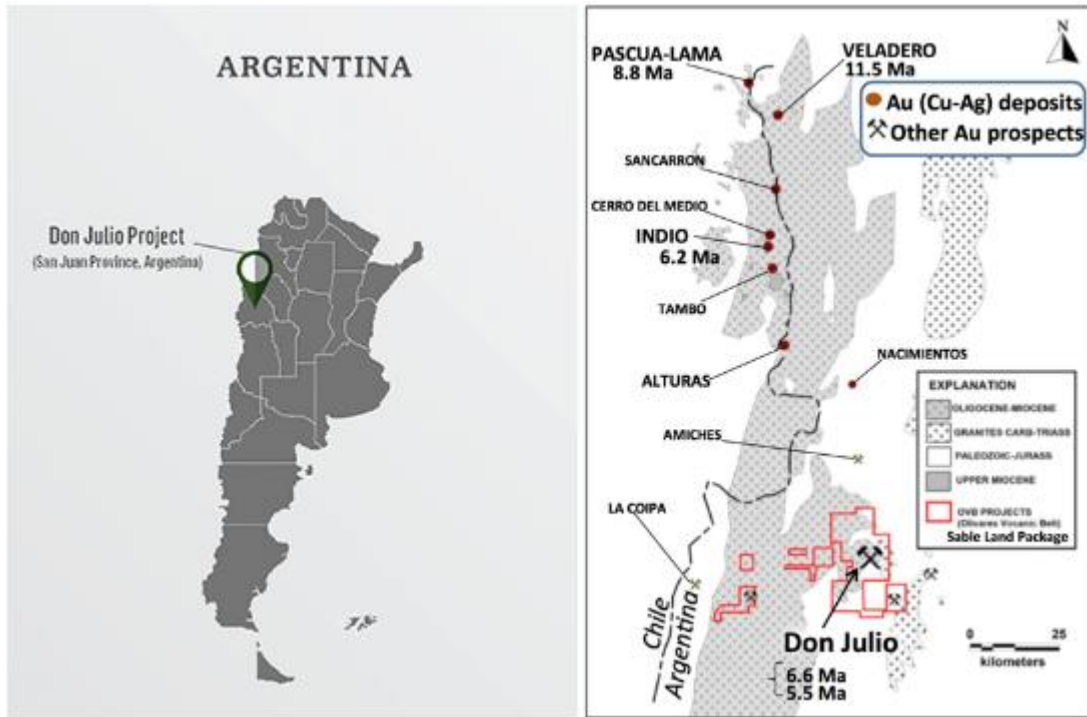 ARGENTINA
Don Julio Project
(San Juan Province, Argentina)
N
PASCUA-LAMA
8.8 Ma
VELADERO
11.5 Ma
Au (Cu-Ag) deposits
Other Au prospects
SANCARRON
CERRO DEL MEDIO
INDIO
6.2 Ma
TAMBO
ALTURAS
NACIMIENTOS
EXPLANATION
OLIGOCENE-MIOCENE
GRANITES CARB-TRIASS
PALEOZOIC-JURASS
UPPER MIOCENE
OVB PROJECTS
(Olivares Volcanic Belt)
Sable Land Package
AMICHES
LA COIPA
Chile
Argentina
Don Julio
6.6 Ma
5.5 Ma
0 25
kilometers